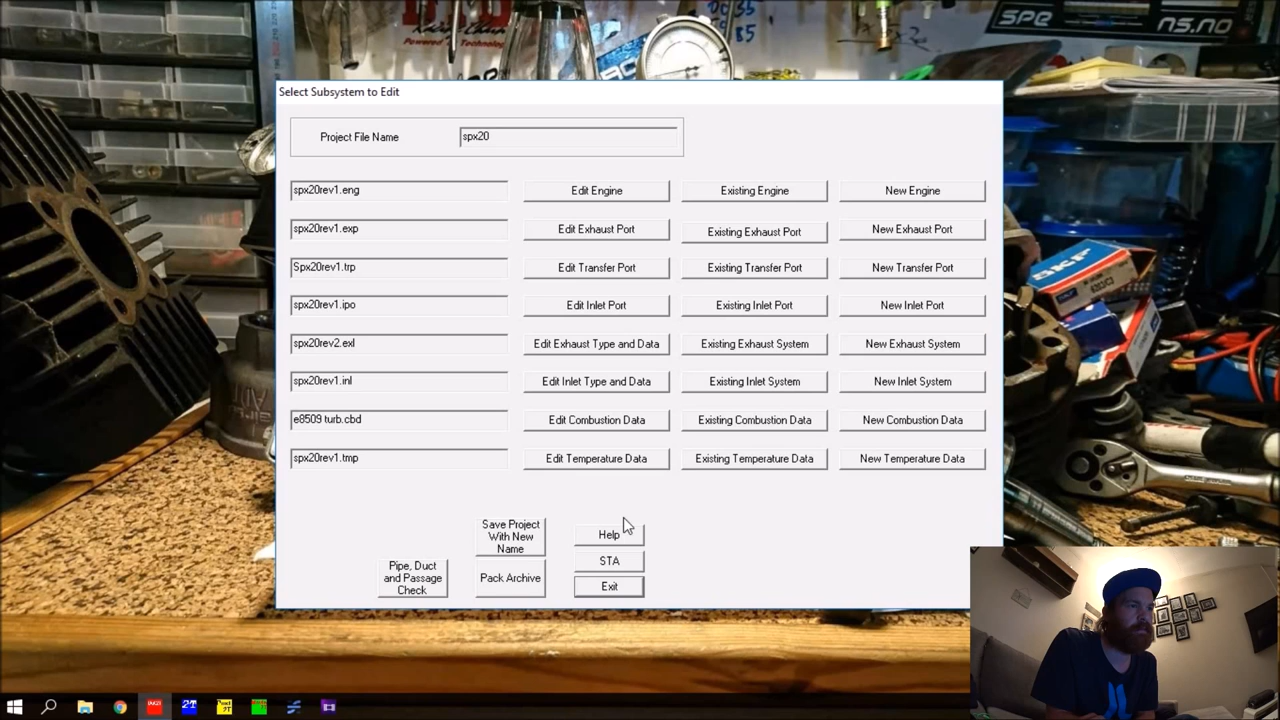 SPE
ns.no
Powered Technolog
Select Subsystem to Edit
Project File Name
spx20
spx20rev1.eng
Edit Engine
Existing Engine
New Engine
spx20rev1.exp
Edit Exhaust Port
Existing Exhaust Port
New Exhaust Port
Spx20rev1.trp
Edit Transfer Port
Existing Transfer Port
New Transfer Port
SKF
spx20rev1.ipo
Edit Inlet Port
Existing Inlet Port
New Inlet Port
spx20rev2.exl
Edit Exhaust Type and Data
Existing Exhaust System
New Exhaust System
spx20rev1.inl
Edit Inlet Type and Data
Existing Inlet System
New Inlet System
e8509 turb.cbd
Edit Combustion Data
Existing Combustion Data
New Combustion Data
spx20rev1.tmp
Edit Temperature Data
Existing Temperature Data
New Temperature Data
Save Project
With New
Name
Help
Pipe, Duct
and Passage
Check
Pack Archive
STA
Exit
2T